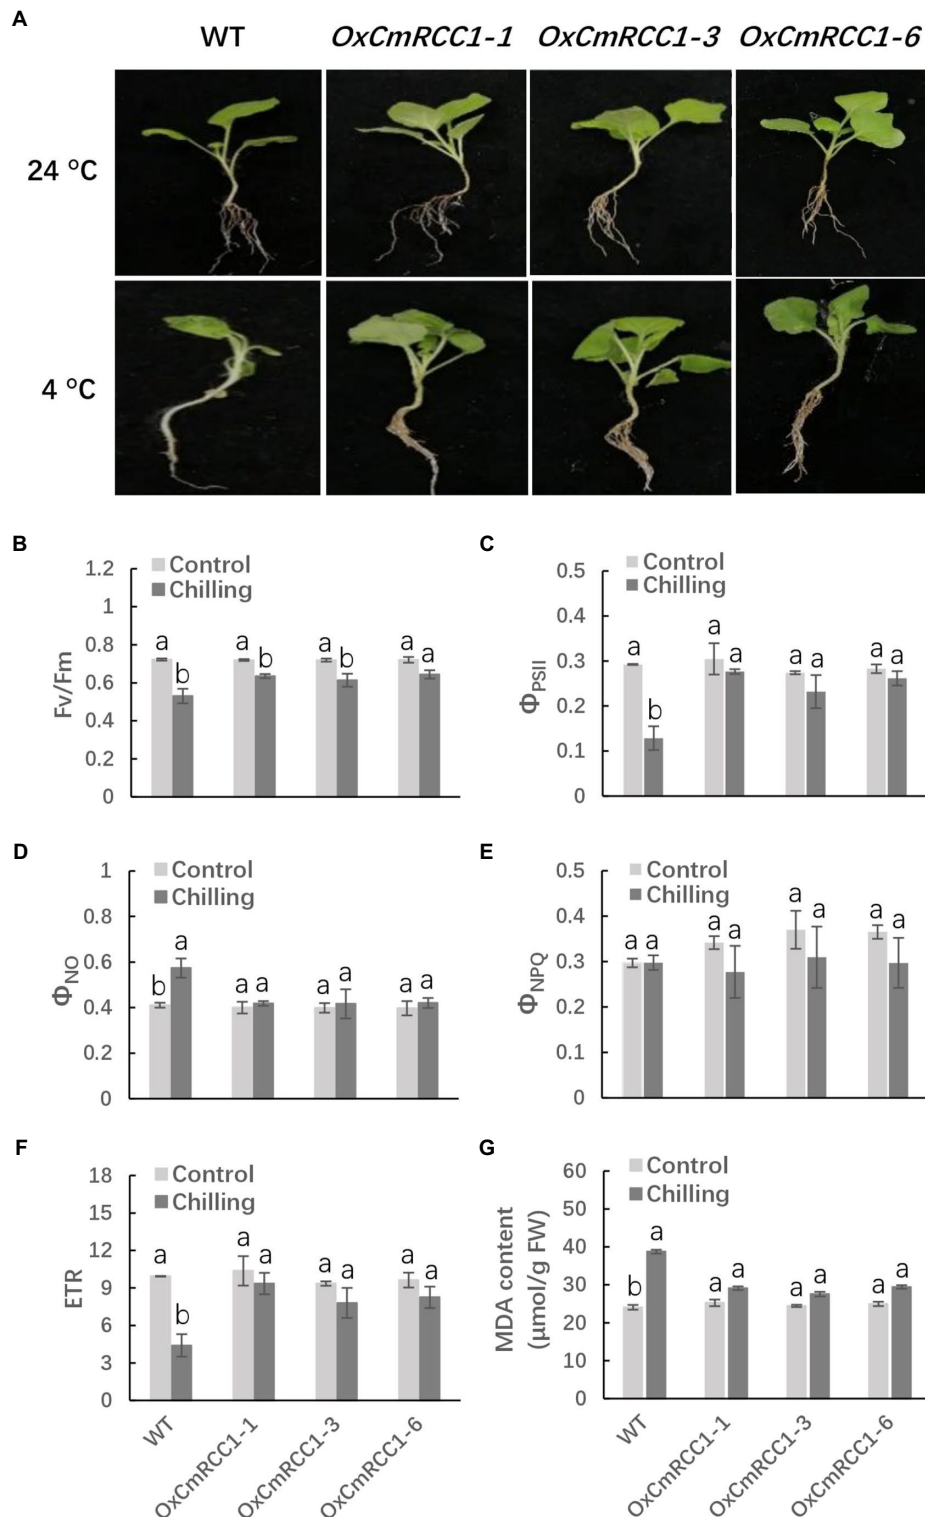 A
WT OxCmRCC1-1 OxCmRCC1-3 OxCmRCC1-6
24 °C
4 °C
B
Control
Chilling
1.2
1
0.8
0.6
0.4
0.2
0
Fv/Fm
a b a b a b a a
C
Control
Chilling
0.5
0.4
0.3
0.2
0.1
0
ΦPSII
a b a a a a a a
D
Control
Chilling
1
0.8
0.6
0.4
0.2
0
ΦNO
b a a a a a a a
E
Control
Chilling
0.5
0.4
0.3
0.2
0.1
0
ΦNPQ
a a a a a a a a
F
Control
Chilling
18
15
12
9
6
3
0
ETR
a b a a a a a a
WT OxCmRCC1-1 OxCmRCC1-3 OxCmRCC1-6
G
Control
Chilling
60
50
40
30
20
10
0
MDA content
(μmol/g FW)
b a a a a a a a
WT OxCmRCC1-1 OxCmRCC1-3 OxCmRCC1-6